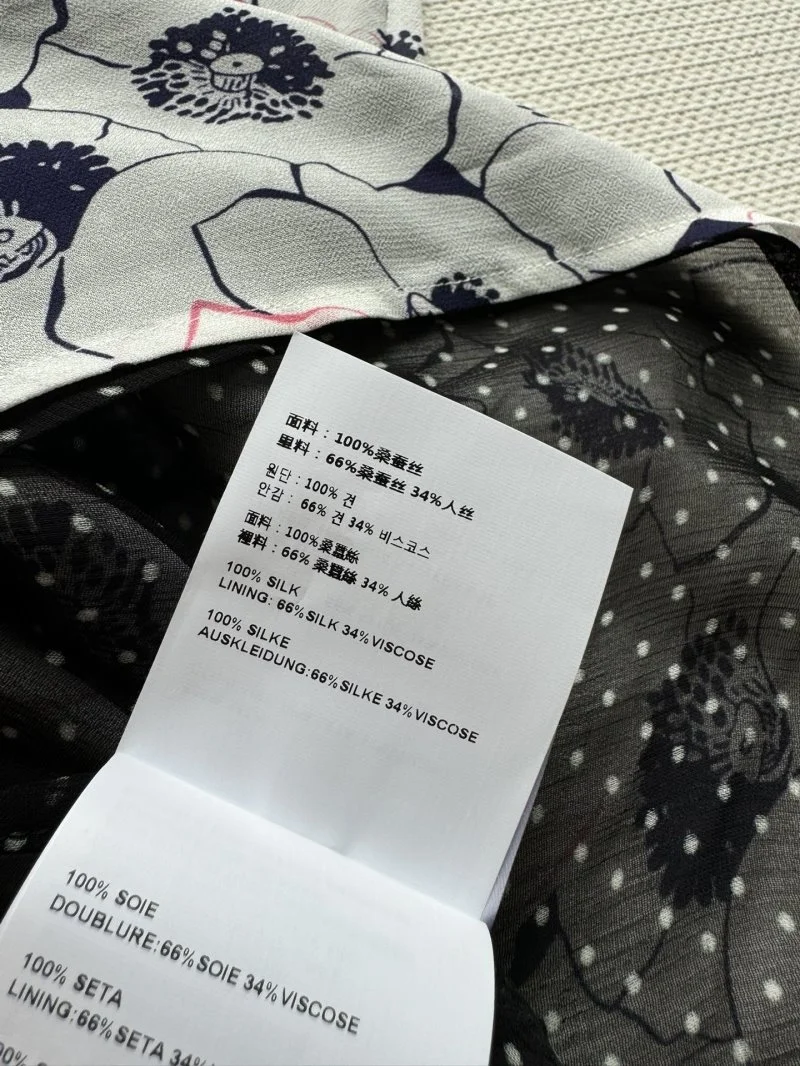 面料：100%桑蚕丝
里料：66%桑蚕丝 34%人丝
원단：100% 견
안감：66% 견 34% 비스코스
面料：100%桑蠶絲
裡料：66% 桑蠶絲 34% 人絲
100% SILK
LINING: 66%SILK 34%VISCOSE
100% SILKE
AUSKLEIDUNG:66%SILKE 34%VISCOSE
100% SOIE
DOUBLURE:66%SOIE 34%VISCOSE
100% SETA
LINING:66%SETA 34%